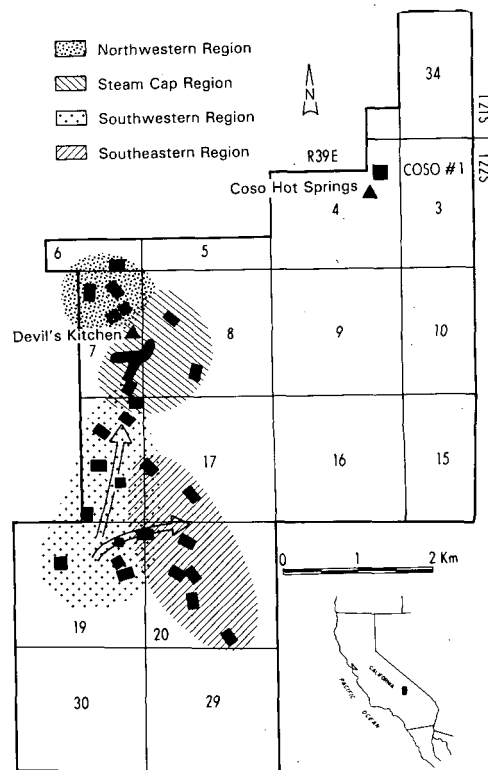 Northwestern Region
Steam Cap Region
Southwestern Region
Southeastern Region
N
34
T21S
T22S
R39E
COSO #1
Coso Hot Springs
4
3
6
5
Devil's Kitchen
7
8
9
10
17
16
15
0
2 Km
19
20
30
29
CALIFORNIA
PACIFIC
OCEAN